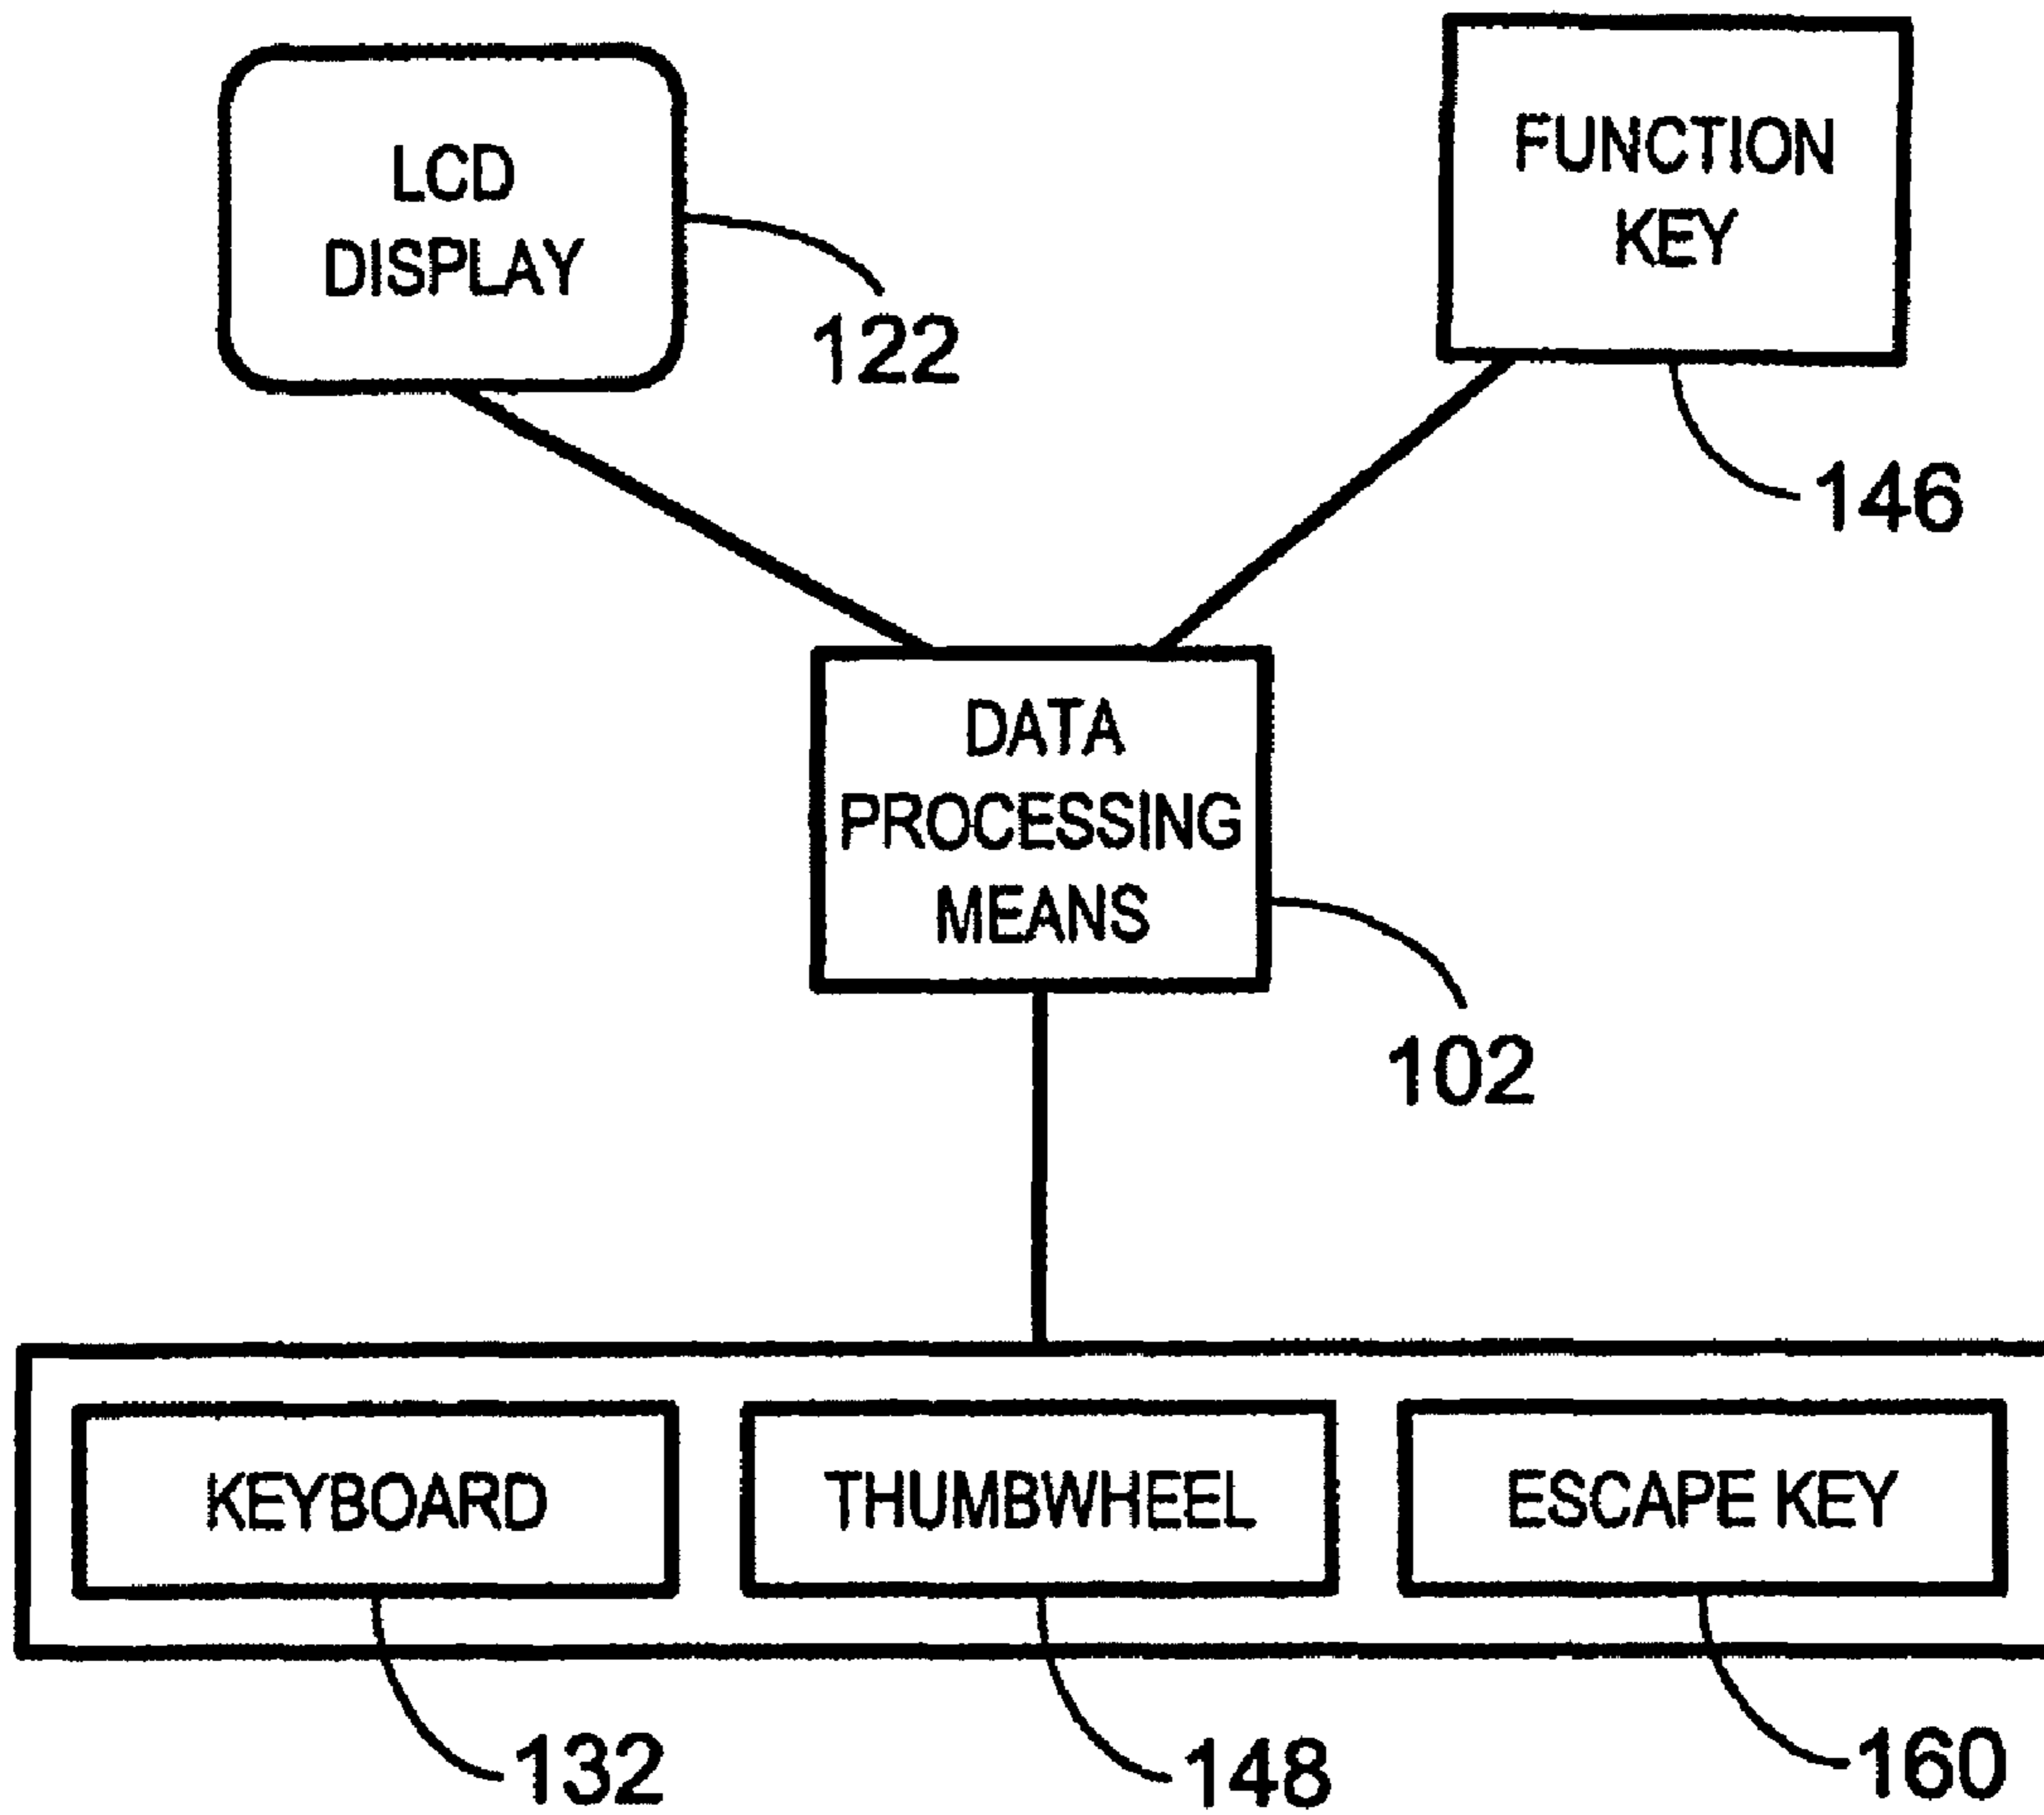 LCD
DISPLAY
122
FUNCTION
KEY
146
DATA
PROCESSING
MEANS
102
KEYBOARD
THUMBWHEEL
ESCAPE KEY
132
148
160